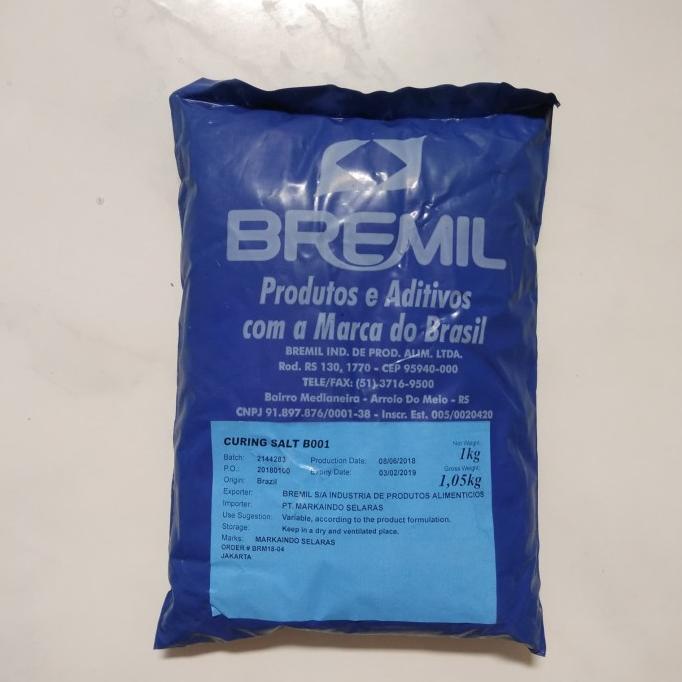 BREMIL
Produtos e Aditivos
com a Marca do Brasil
BREMIL IND. DE PROD. ALIM. LTDA.
Rod. RS 130, 1770 - CEP 95940-000
TELE/FAX: (51) 3716-9500
Bairro Medianeira - Arroio Do Meio - RS
CNPJ 91.897.876/0001-38 - Inscr. Est. 005/0020420
CURING SALT B001
Net Weight:
1kg
Batch: 2144283 Production Date: 08/06/2018
Gross Weight:
1,05kg
P.O.: 20180100 Expiry Date: 03/02/2019
Origin: Brazil
Exporter: BREMIL S/A INDUSTRIA DE PRODUTOS ALIMENTICIOS
Importer: PT. MARKAINDO SELARAS
Use Sugestion: Variable, according to the product formulation.
Storage: Keep in a dry and ventilated place.
Marks: MARKAINDO SELARAS
ORDER # BRM18-04
JAKARTA